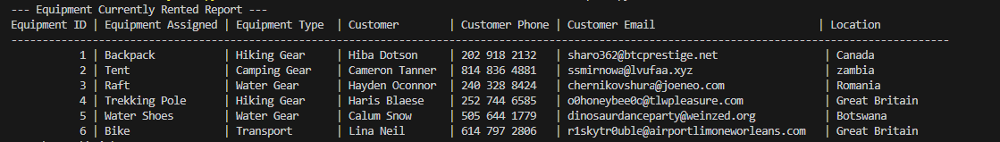 --- Equipment Currently Rented Report ---
Equipment ID | Equipment Assigned | Equipment Type | Customer | Customer Phone | Customer Email | Location
------------------------------------------------------------------------------------------------------------------------------------------------------
1 | Backpack | Hiking Gear | Hiba Dotson | 202 918 2132 | sharo362@btcprestige.net | Canada
2 | Tent | Camping Gear | Cameron Tanner | 814 836 4881 | ssmirnowa@lvufaa.xyz | zambia
3 | Raft | Water Gear | Hayden Oconnor | 240 328 8424 | chernikovshura@joeneo.com | Romania
4 | Trekking Pole | Hiking Gear | Haris Blaese | 252 744 6585 | o0honeybee0c@tlwpleasure.com | Great Britain
5 | Water Shoes | Water Gear | Calum Snow | 505 644 1779 | dinosaurdanceparty@weinzed.org | Botswana
6 | Bike | Transport | Lina Neil | 614 797 2806 | r1skytr0uble@airportlimoneworleans.com | Great Britain